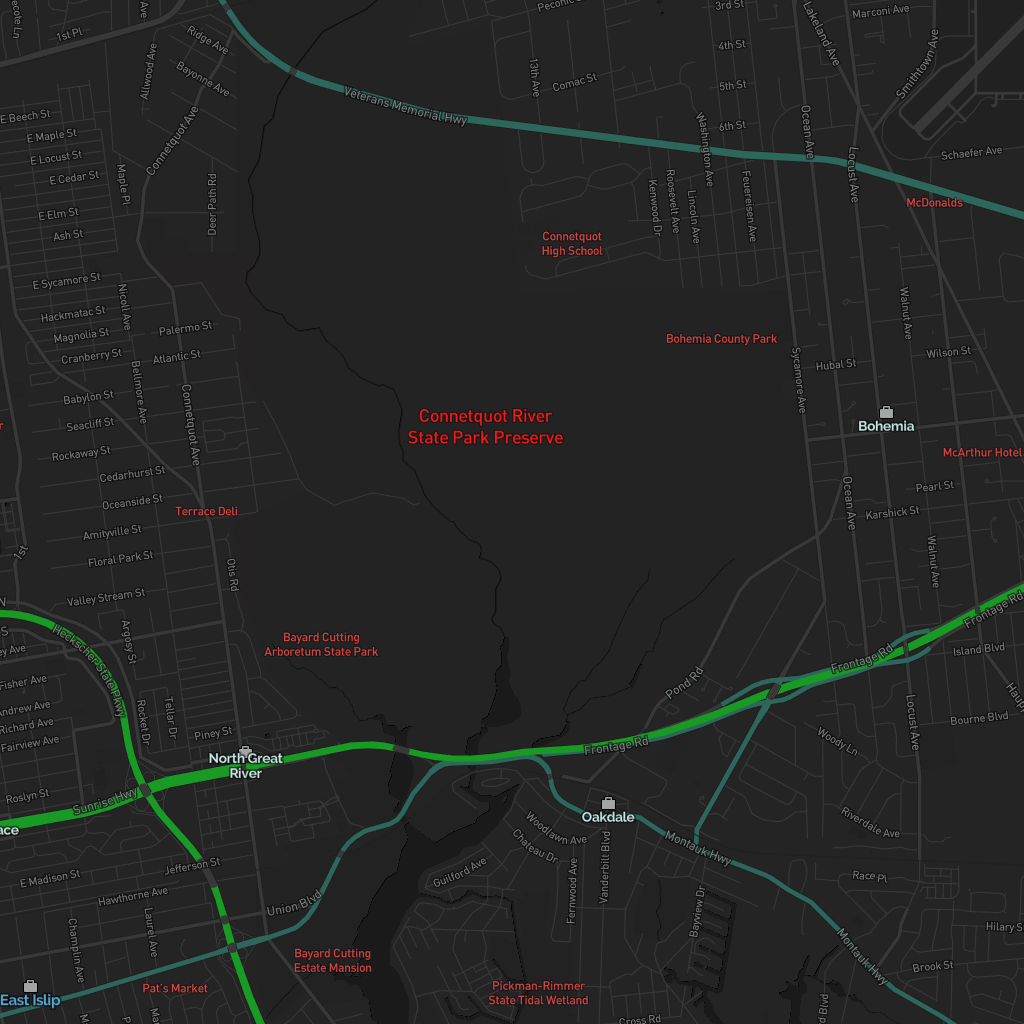 1st Pl
Ridge Ave
Bayonne Ave
Allwood Ave
Connetquot Ave
Veterans Memorial Hwy
13th Ave
Comac St
3rd St
4th St
5th St
6th St
Lakeland Ave
Marconi Ave
Smithtown Ave
Schaefer Ave
McDonalds
Ocean Ave
Locust Ave
Washington Ave
Feuereisen Ave
Lincoln Ave
Roosevelt Ave
Kenwood Dr
E Beech St
E Maple St
E Locust St
E Cedar St
E Elm St
Ash St
Maple Pl
Deer Path Rd
Connetquot
High School
E Sycamore St
Nicoll Ave
Hackmatac St
Magnolia St
Cranberry St
Palermo St
Atlantic St
Bellmore Ave
Connetquot Ave
Babylon St
Seacliff St
Rockaway St
Cedarhurst St
Oceanside St
Amityville St
Floral Park St
Valley Stream St
Terrace Deli
Connetquot River
State Park Preserve
Bohemia County Park
Sycamore Ave
Hubal St
Walnut Ave
Wilson St
Bohemia
McArthur Hotel
Pearl St
Karshick St
Ocean Ave
Walnut Ave
1st
N
S
Heckscher State Pkwy
Argosy St
Otis Rd
Bayard Cutting
Arboretum State Park
Frontage Rd
Frontage Rd
Island Blvd
Bourne Blvd
Locust Ave
Pond Rd
ey Ave
Fisher Ave
Andrew Ave
Richard Ave
Fairview Ave
Rocket Dr
Tellar Dr
Piney St
North Great
River
Roslyn St
Sunrise Hwy
ace
Frontage Rd
Woody Ln
Oakdale
Riverdale Ave
Montauk Hwy
Woodlawn Ave
Chateau Dr
Guilford Ave
Fernwood Ave
Vanderbilt Blvd
Bayview Dr
Race Pl
Jefferson St
E Madison St
Hawthorne Ave
Union Blvd
Laurel Ave
Champlin Ave
Bayard Cutting
Estate Mansion
Montauk Hwy
Hilary S
Brook St
East Islip
Pat's Market
Pickman-Rimmer
State Tidal Wetland
Cross Rd
d Blvd